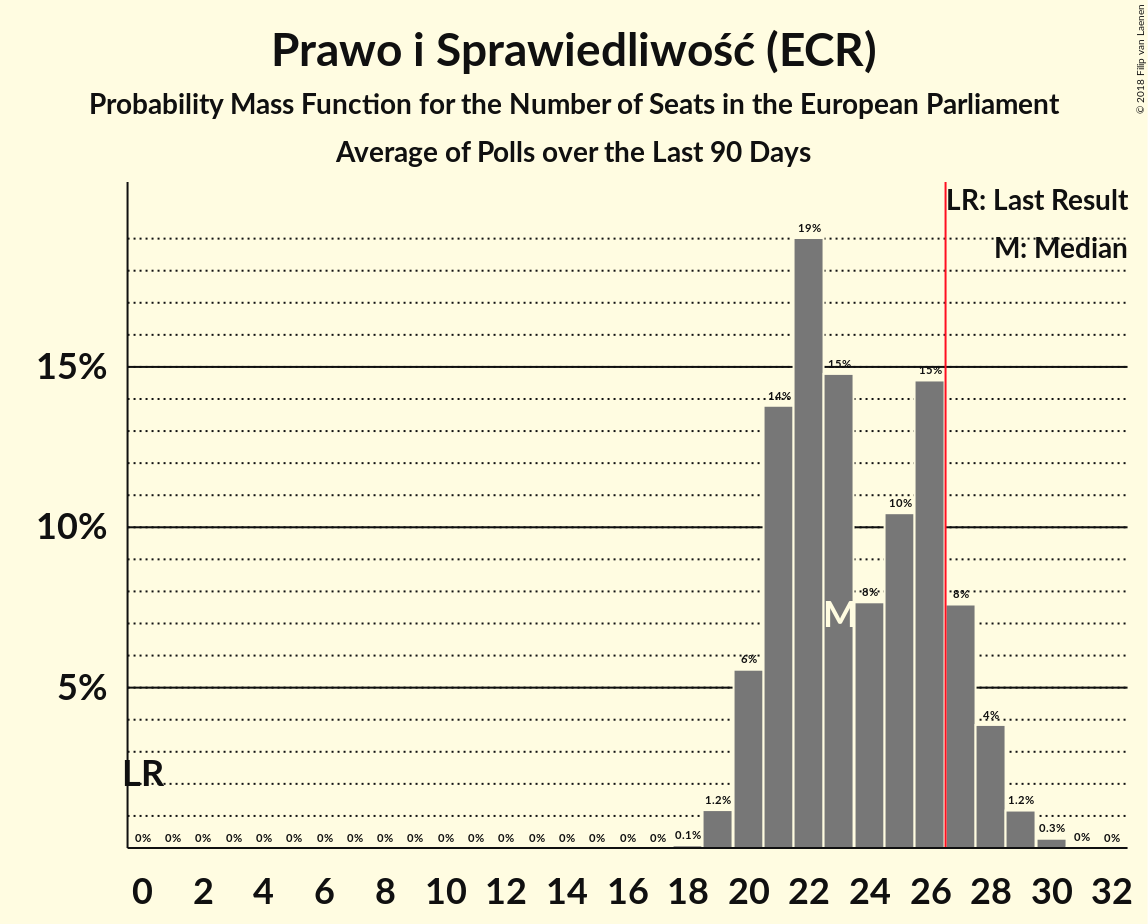 Prawo i Sprawiedliwość (ECR)
Probability Mass Function for the Number of Seats in the European Parliament
Average of Polls over the Last 90 Days
© 2018 Filip van Laenen
LR: Last Result
M: Median
19%
15%
15%
15%
14%
10%
10%
8%
8%
M
6%
5%
4%
LR
1.2%
1.2%
0% 0% 0% 0% 0% 0% 0% 0% 0% 0% 0% 0% 0% 0% 0% 0% 0% 0% 0.1% 0.3% 0% 0%
0 2 4 6 8 10 12 14 16 18 20 22 24 26 28 30 32